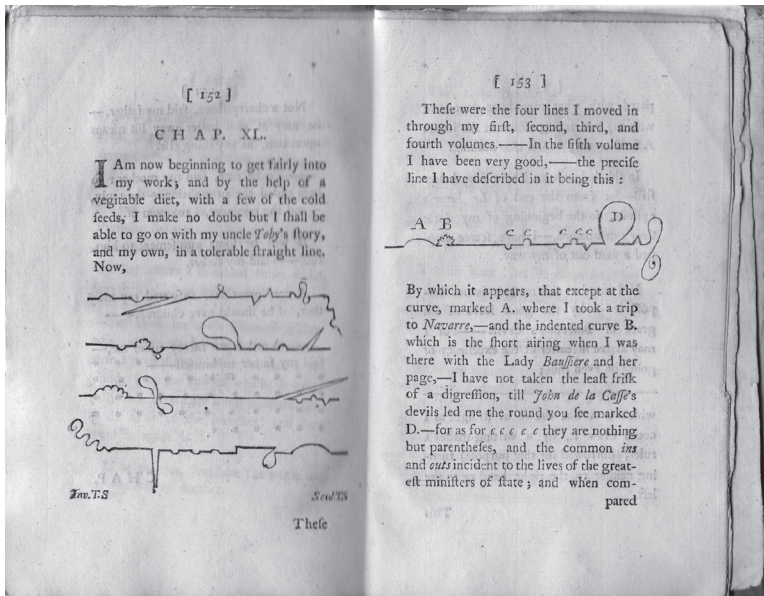 [ 152 ]
C H A P. XL.
I Am now beginning to get fairly into
my work; and by the help of a
vegitable diet, with a few of the cold
ſeeds, I make no doubt but I ſhall be
able to go on with my uncle Toby's ſtory,
and my own, in a tolerable ſtraight line.
Now,
Inv.T.S
Scul.T.S
Theſe
[ 153 ]
Theſe were the four lines I moved in
through my firſt, ſecond, third, and
fourth volumes.——In the fifth volume
I have been very good,——the preciſe
line I have deſcribed in it being this :
A B c c c c c D
By which it appears, that except at the
curve, marked A. where I took a trip
to Navarre,—and the indented curve B.
which is the ſhort airing when I was
there with the Lady Bauſſiere and her
page,—I have not taken the leaſt friſk
of a digreſſion, till John de la Caſſe's
devils led me the round you ſee marked
D.—for as for c c c c c they are nothing
but parentheſes, and the common ins
and outs incident to the lives of the great-
eſt miniſters of ſtate ; and when com-
pared